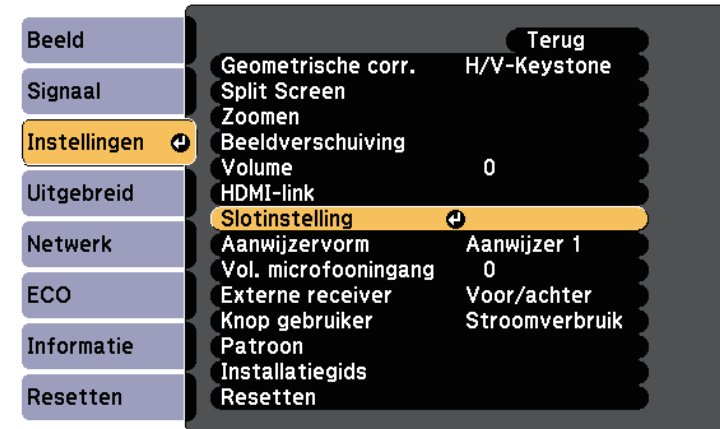 Beeld
Signaal
Instellingen
Uitgebreid
Netwerk
ECO
Informatie
Resetten
Terug
Geometrische corr. H/V-Keystone
Split Screen
Zoomen
Beeldverschuiving
Volume 0
HDMI-link
Slotinstelling
Aanwijzervorm Aanwijzer 1
Vol. microfooningang 0
Externe receiver Voor/achter
Knop gebruiker Stroomverbruik
Patroon
Installatiegids
Resetten